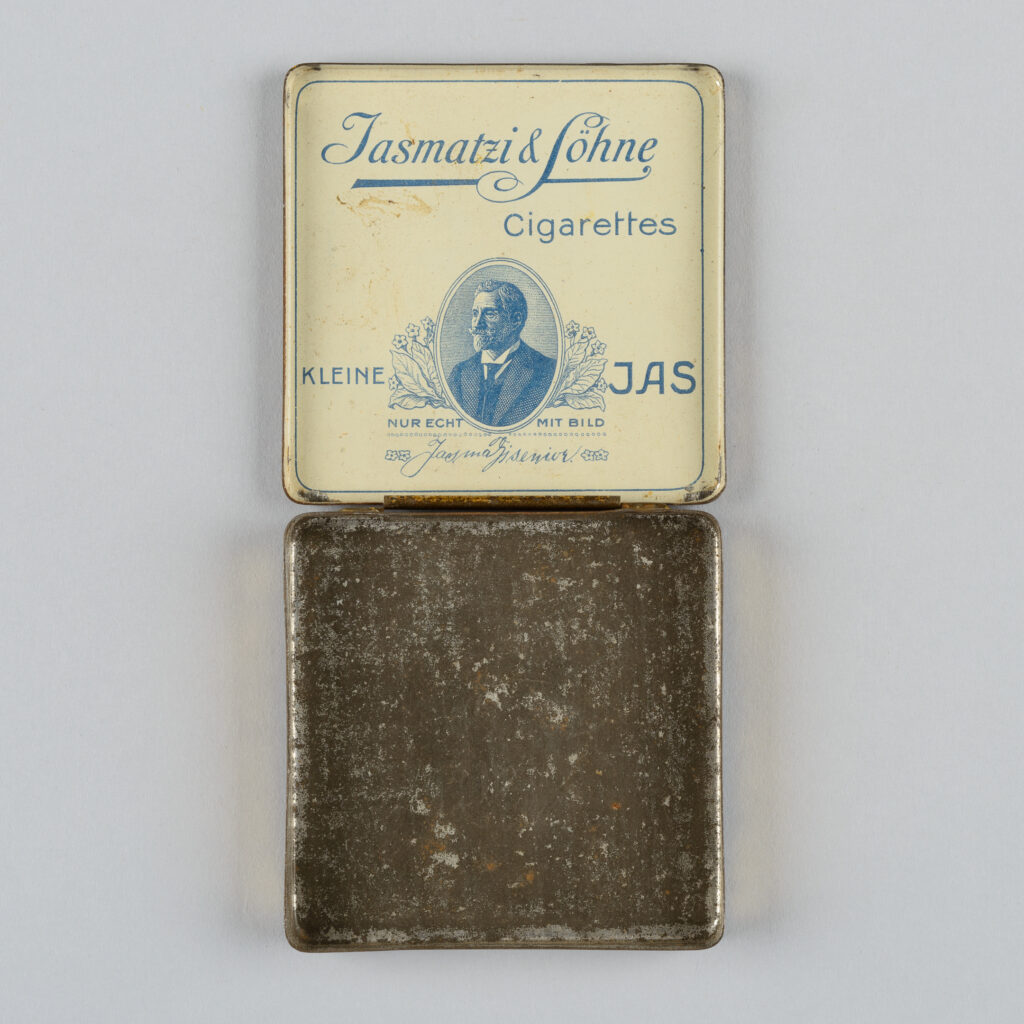 Jasmatzi & Söhne
Cigarettes
KLEINE JAS
NUR ECHT MIT BILD
Jasmatzi senior.